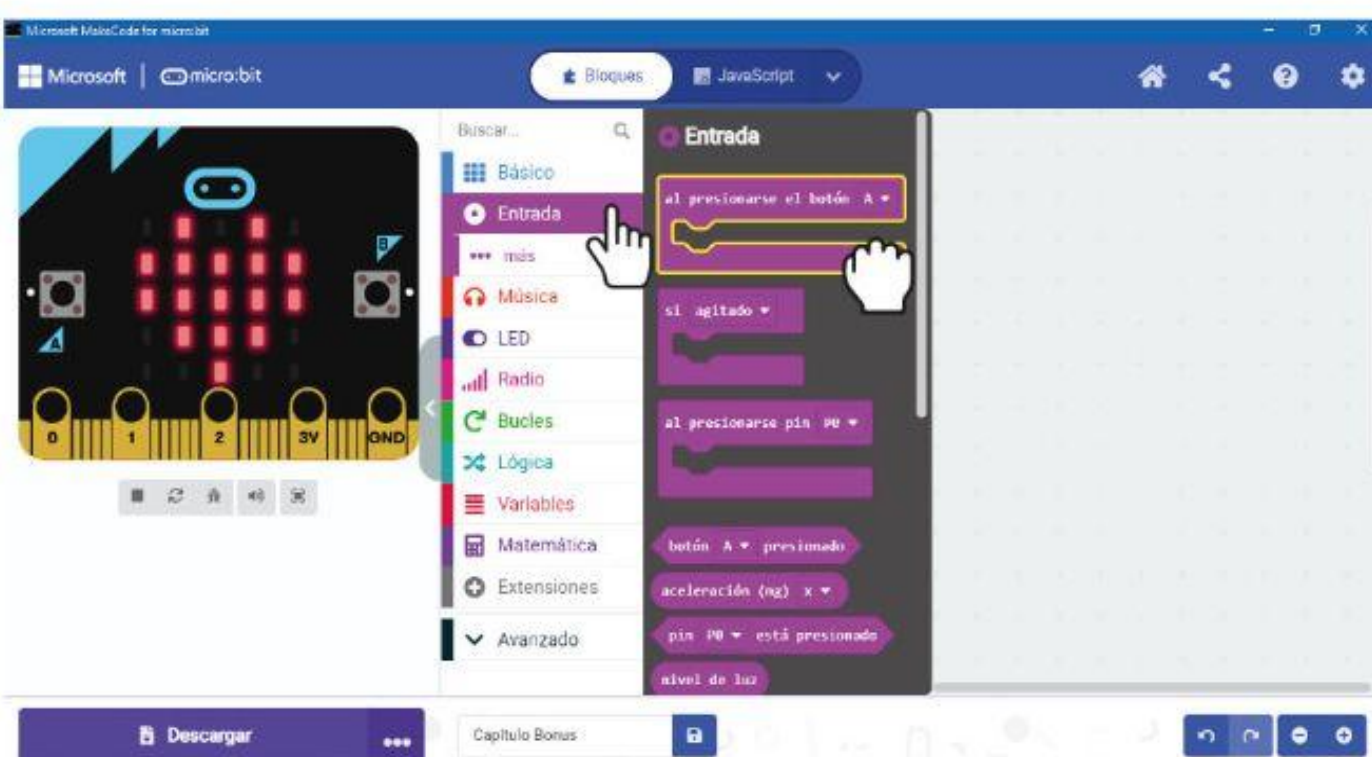 Microsoft MakeCode for micro:bit
Microsoft | micro:bit
Bloques
JavaScript
B
A
0
1
2
3V
GND
Buscar...
Básico
Entrada
más
Música
LED
Radio
Bucles
Lógica
Variables
Matemática
Extensiones
Avanzado
Entrada
al presionarse el botón A
si agitado
al presionarse pin P0
botón A presionado
aceleración (mg) x
pin P0 está presionado
nivel de luz
Descargar
Capítulo Bonus